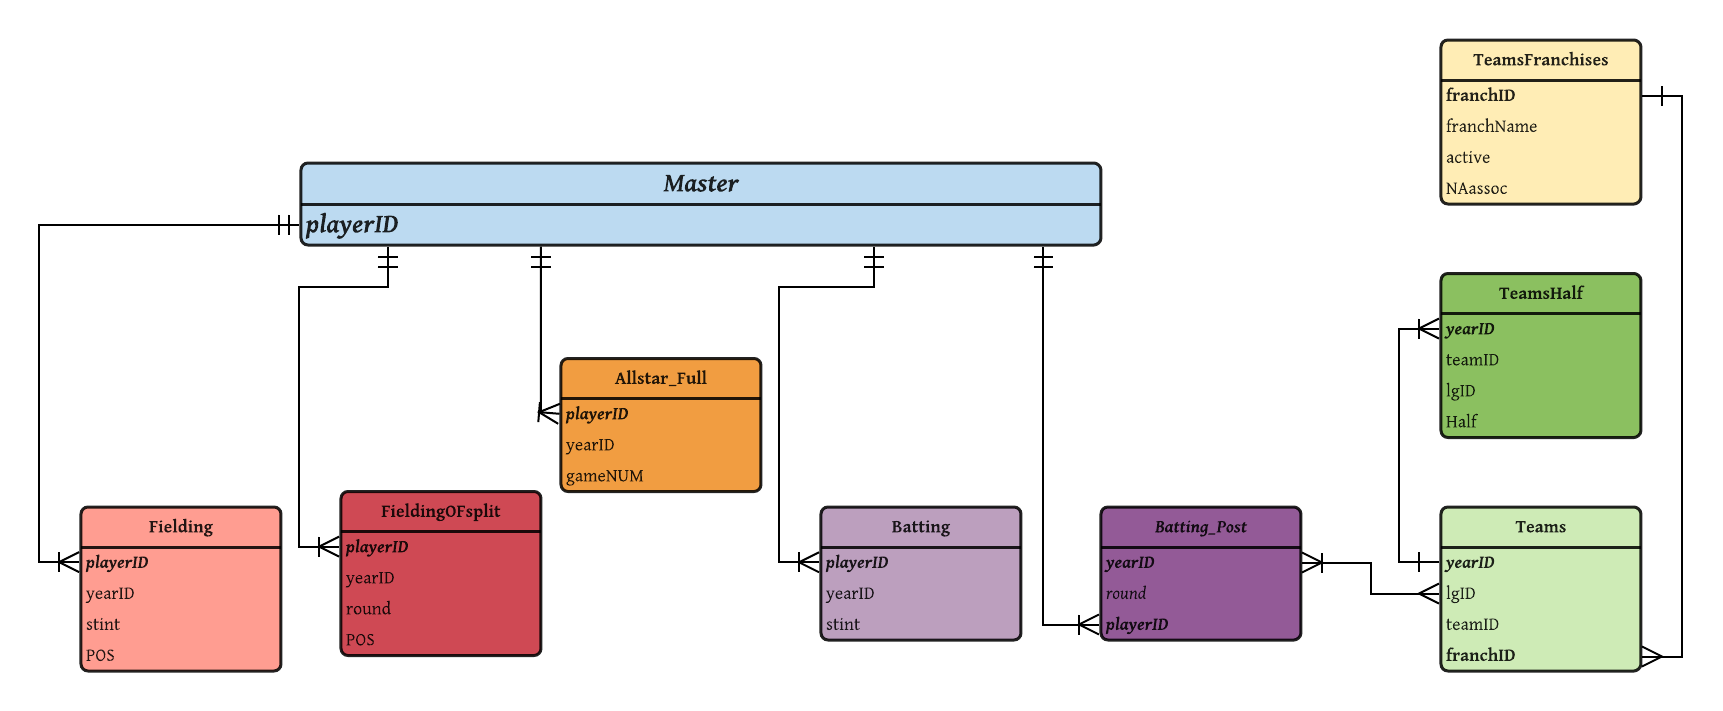 TeamsFranchises
franchID
franchName
active
NAassoc
Master
playerID
TeamsHalf
yearID
teamID
lgID
Half
Allstar_Full
playerID
yearID
gameNUM
Fielding
playerID
yearID
stint
POS
FieldingOFsplit
playerID
yearID
round
POS
Batting
playerID
yearID
stint
Batting_Post
yearID
round
playerID
Teams
yearID
lgID
teamID
franchID